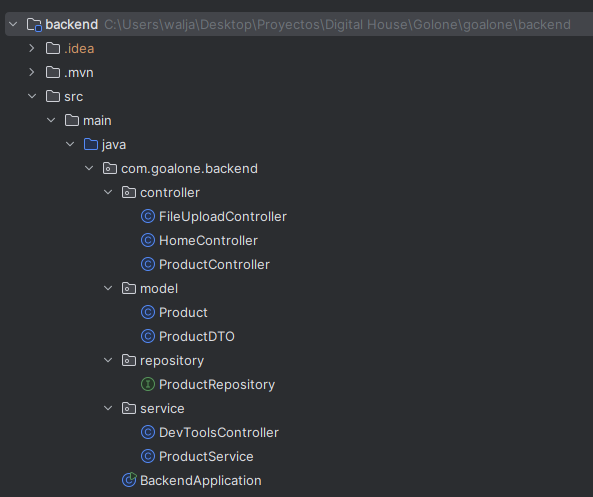 backend C:\Users\walja\Desktop\Proyectos\Digital House\Golone\goalone\backend
.idea
.mvn
src
main
java
com.goalone.backend
controller
FileUploadController
HomeController
ProductController
model
Product
ProductDTO
repository
ProductRepository
service
DevToolsController
ProductService
BackendApplication